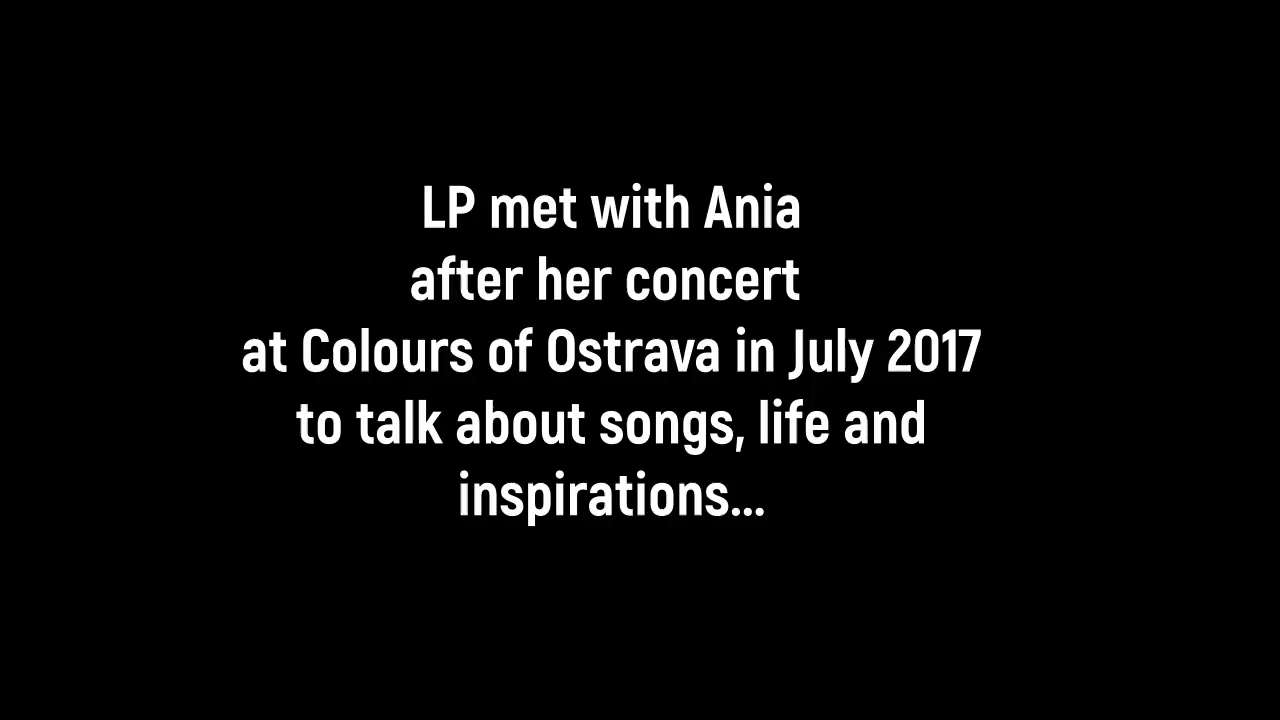 LP met with Ania
after her concert
at Colours of Ostrava in July 2017
to talk about songs, life and
inspirations...